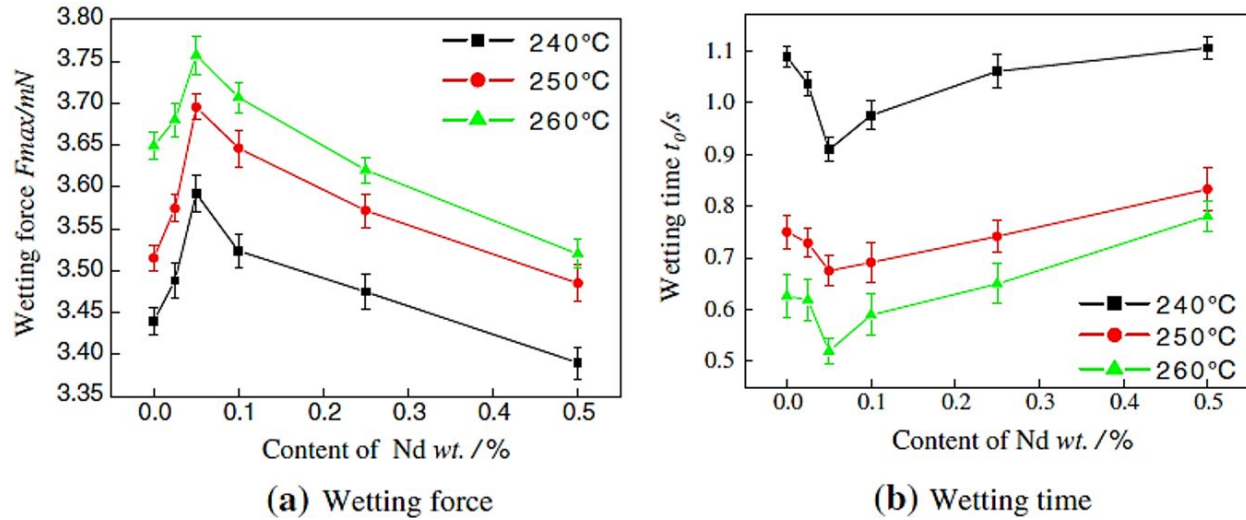 3.80
3.75
3.70
3.65
3.60
3.55
3.50
3.45
3.40
3.35
Wetting force Fmax/mN
240°C
250°C
260°C
0.0 0.1 0.2 0.3 0.4 0.5
Content of Nd wt. / %
(a) Wetting force
1.1
1.0
0.9
0.8
0.7
0.6
0.5
Wetting time t0/s
240°C
250°C
260°C
0.0 0.1 0.2 0.3 0.4 0.5
Content of Nd wt. / %
(b) Wetting time